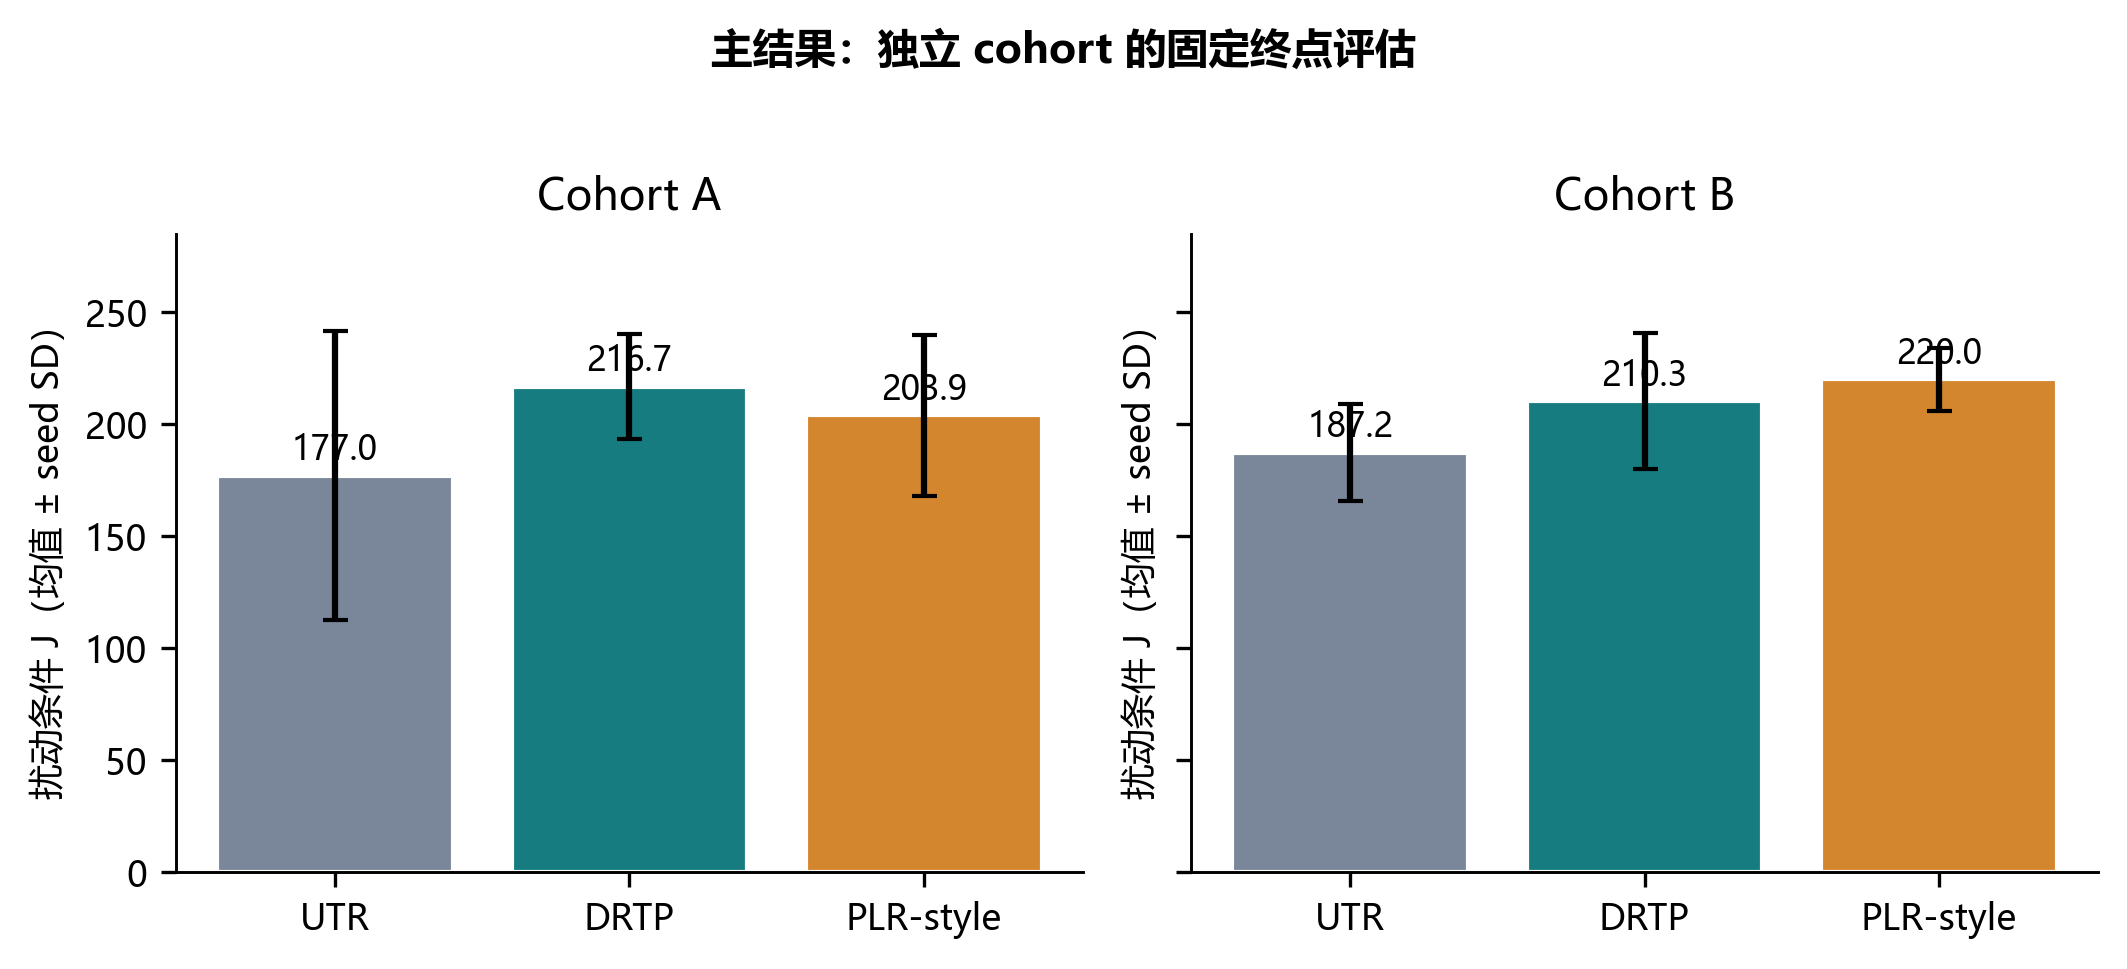 主结果：独立 cohort 的固定终点评估
Cohort A
扰动条件 J（均值 ± seed SD）
250
200
150
100
50
0
177.0
216.7
203.9
UTR
DRTP
PLR-style
Cohort B
扰动条件 J（均值 ± seed SD）
187.2
210.3
220.0
UTR
DRTP
PLR-style